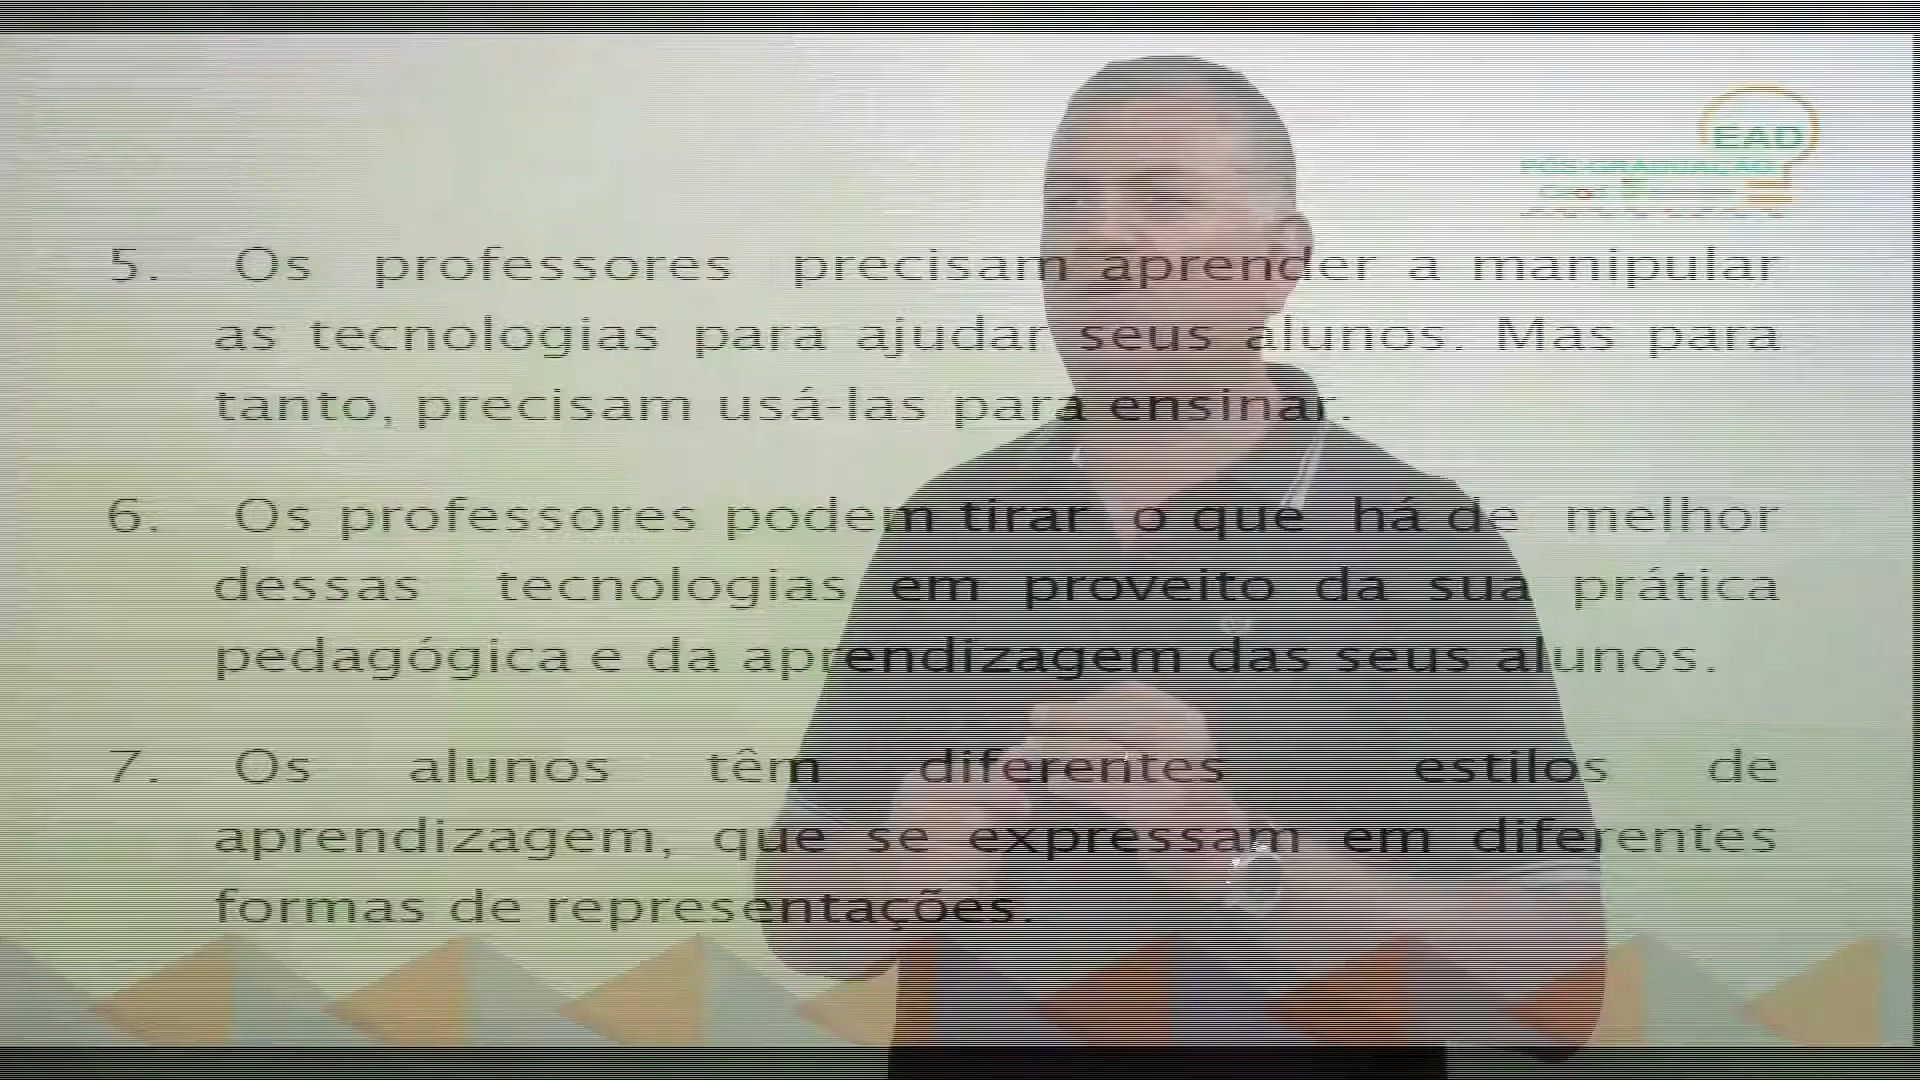 EAD
PÓS-GRADUAÇÃO
5. Os professores precisam aprender a manipular
as tecnologias para ajudar seus alunos. Mas para
tanto, precisam usá-las para ensinar.
6. Os professores podem tirar o que há de melhor
dessas tecnologias em proveito da sua prática
pedagógica e da aprendizagem das seus alunos.
7. Os alunos têm diferentes estilos de
aprendizagem, que se expressam em diferentes
formas de representações.